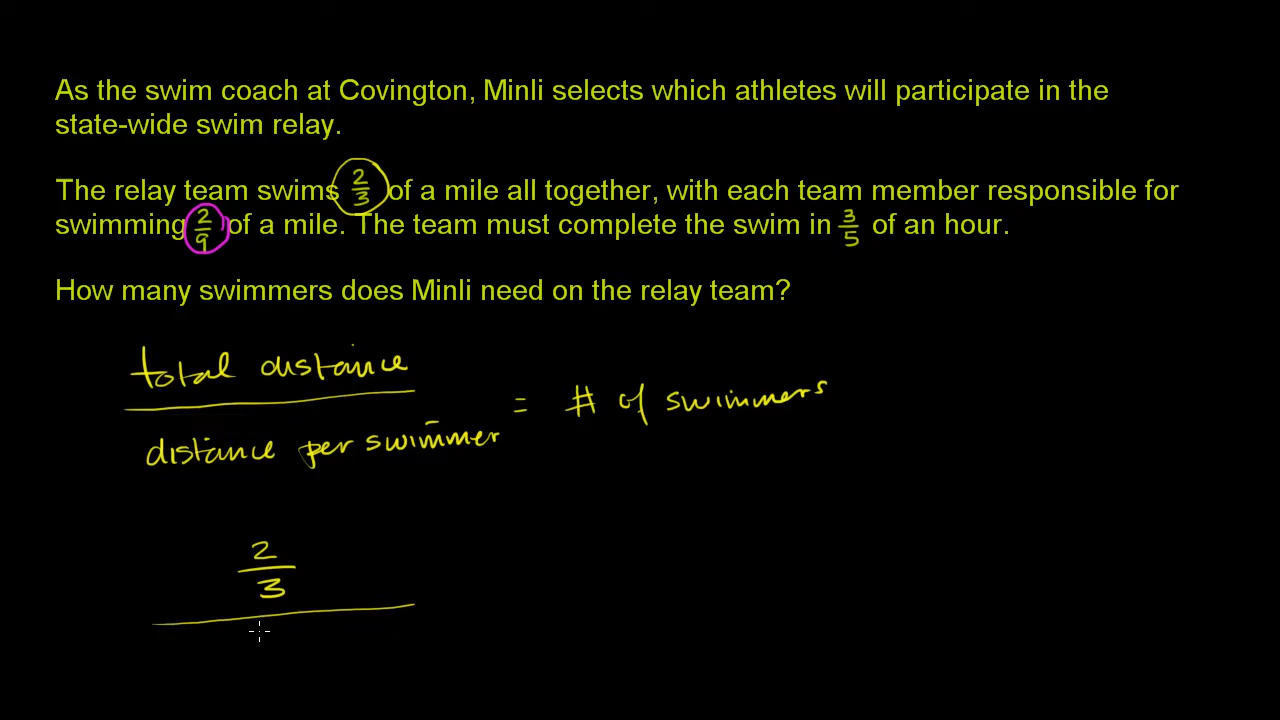 As the swim coach at Covington, Minli selects which athletes will participate in the
state-wide swim relay.
The relay team swims 2/3 of a mile all together, with each team member responsible for
swimming 2/9 of a mile. The team must complete the swim in 3/5 of an hour.
How many swimmers does Minli need on the relay team?
total distance
distance per swimmer
= # of swimmers
2
3